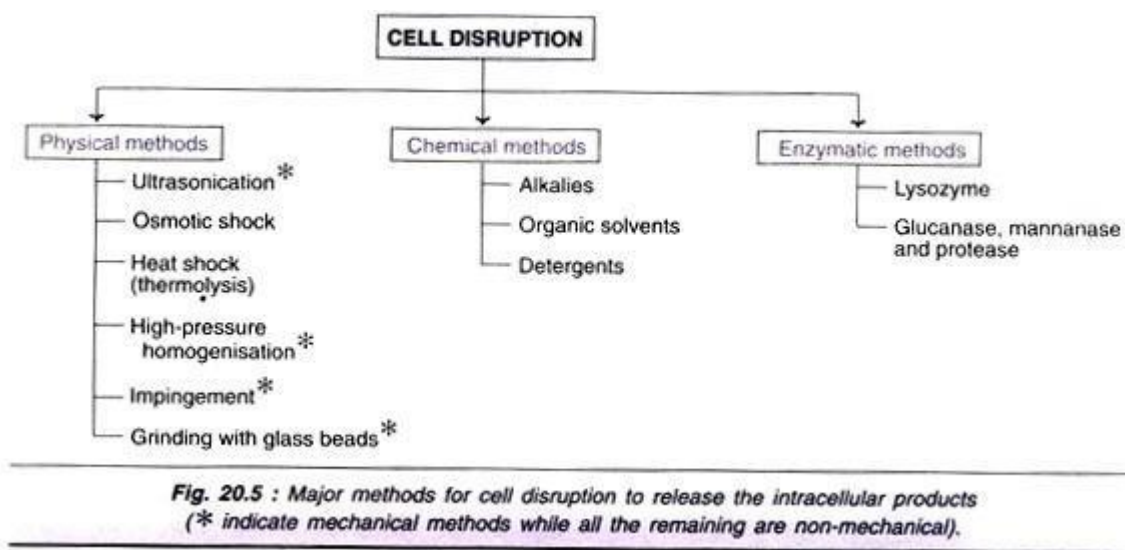 CELL DISRUPTION
Physical methods
Ultrasonication*
Osmotic shock
Heat shock
(thermolysis)
High-pressure
homogenisation*
Impingement*
Grinding with glass beads*
Chemical methods
Alkalies
Organic solvents
Detergents
Enzymatic methods
Lysozyme
Glucanase, mannanase
and protease
Fig. 20.5 : Major methods for cell disruption to release the intracellular products
(* indicate mechanical methods while all the remaining are non-mechanical).